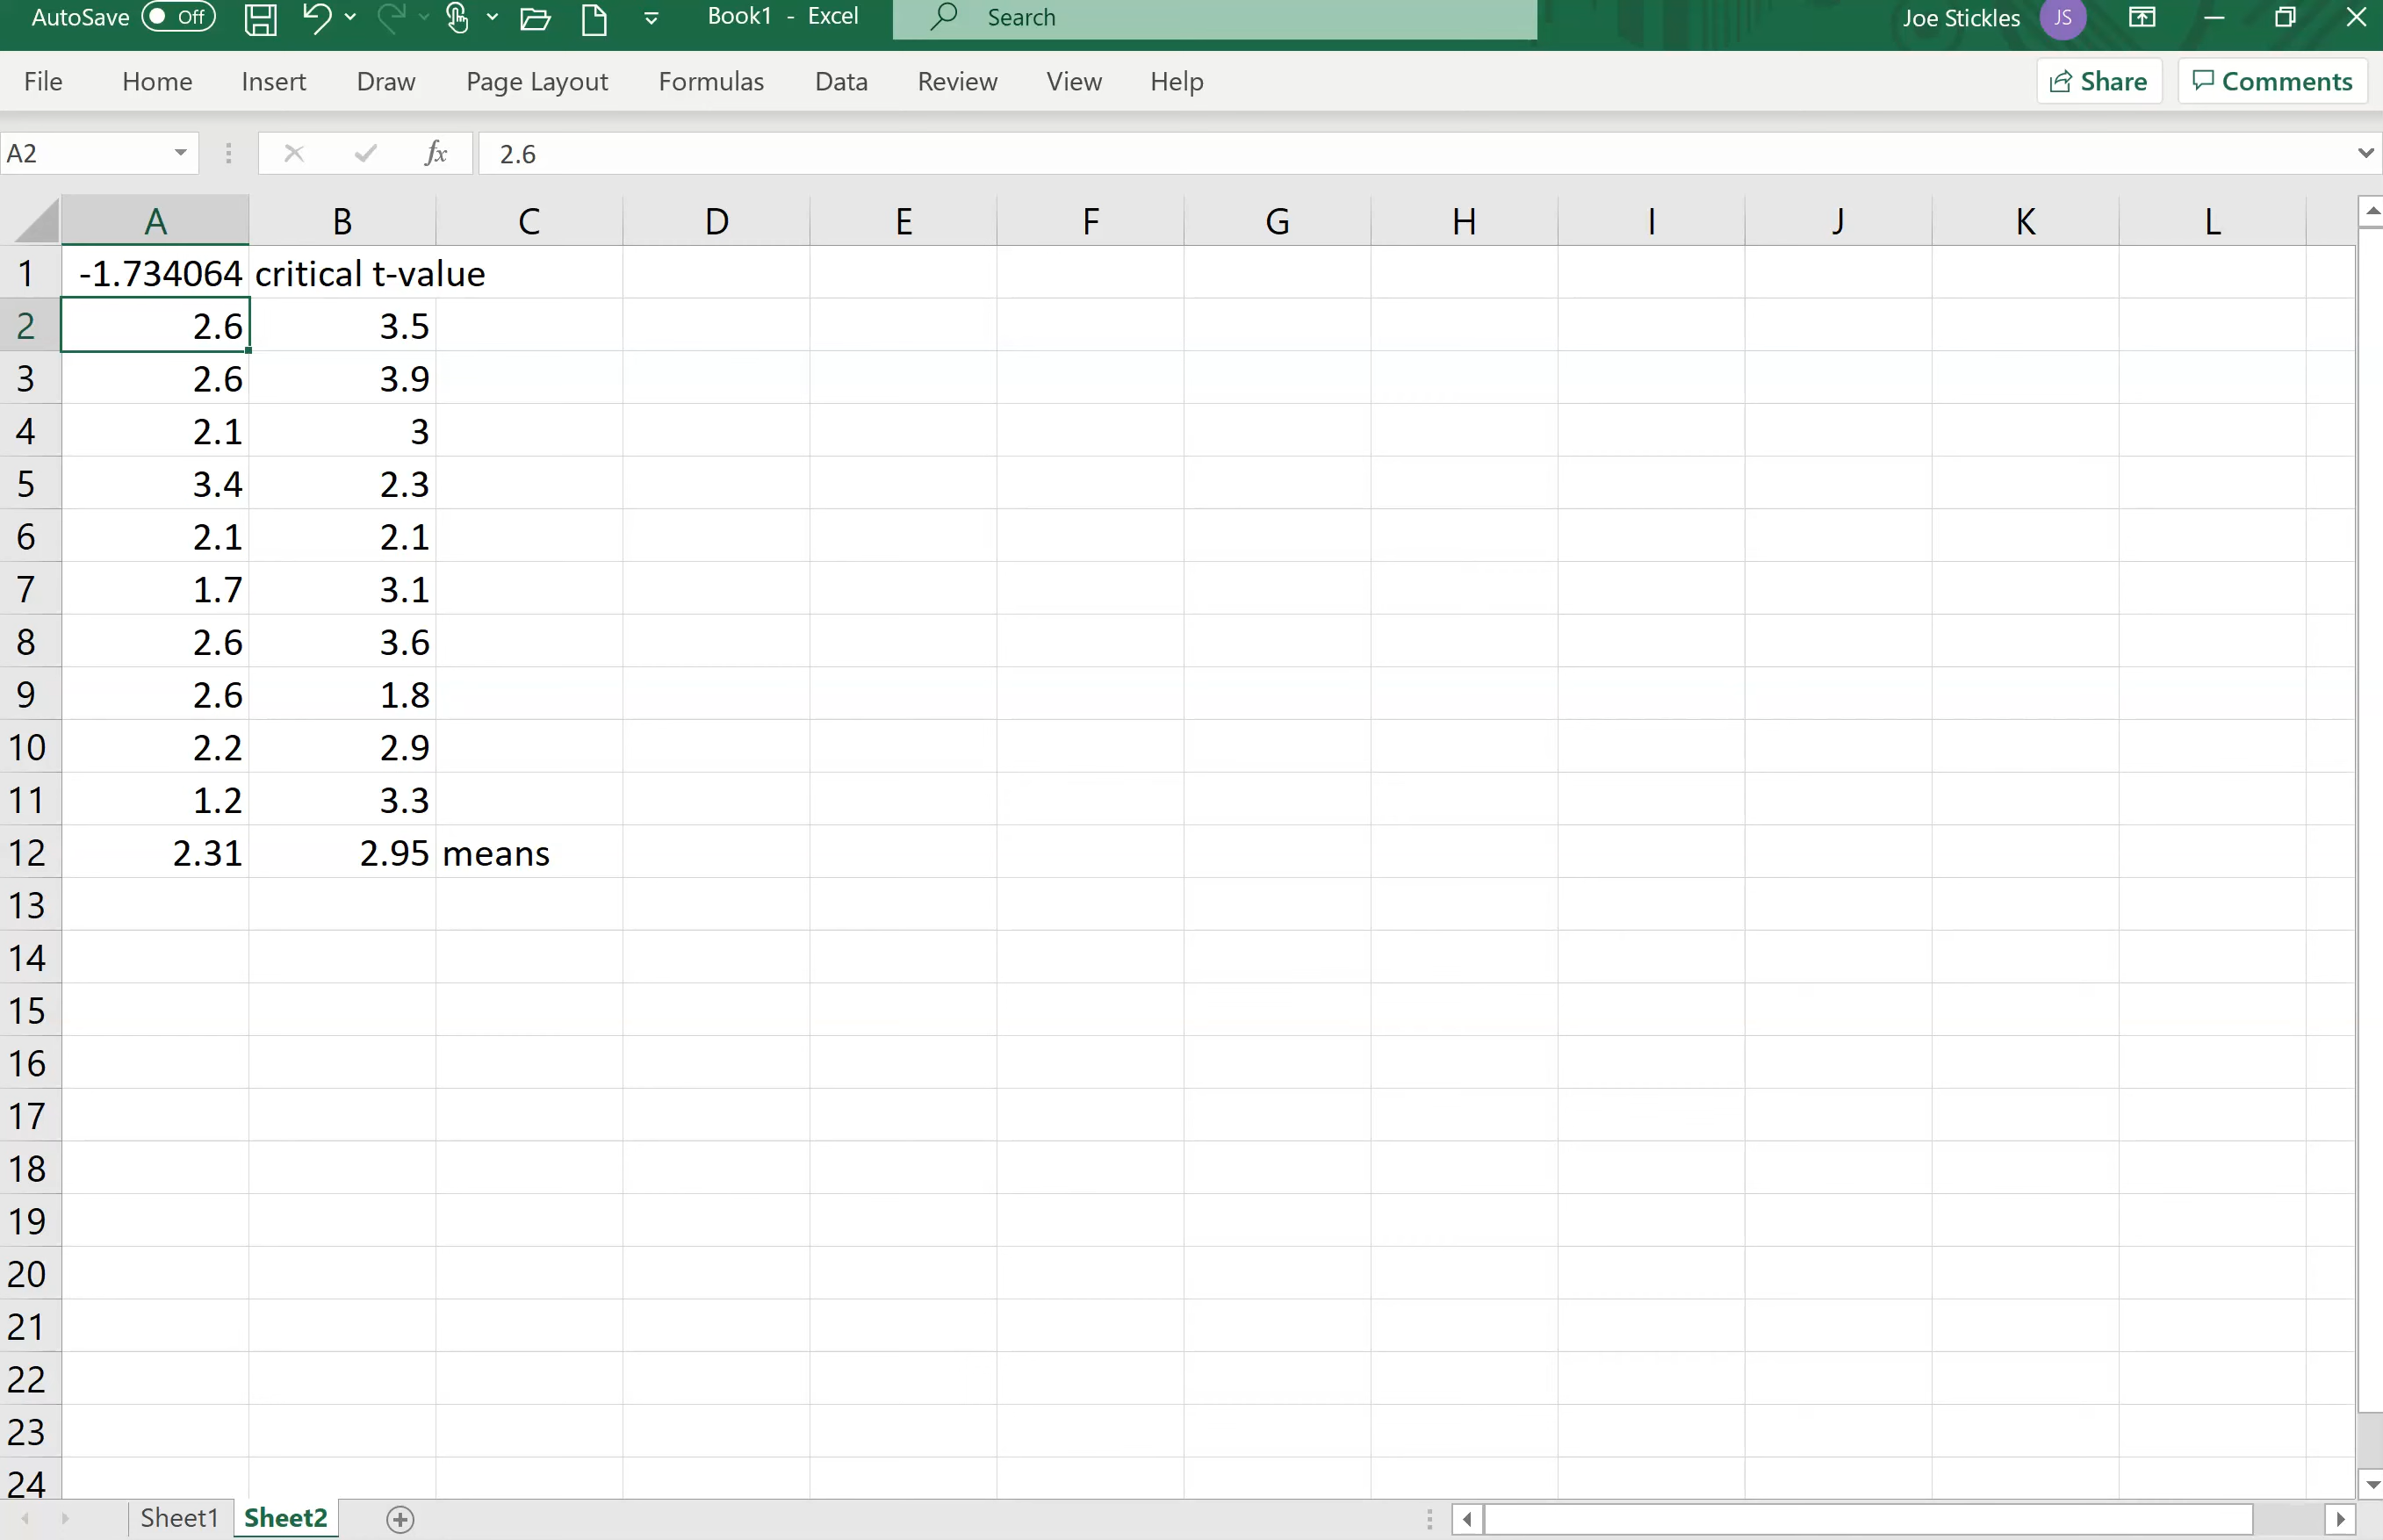 AutoSave Off Book1 - Excel Search Joe Stickles JS
File Home Insert Draw Page Layout Formulas Data Review View Help Share Comments
A2 fx 2.6
A B C D E F G H I J K L
1 -1.734064 critical t-value
2 2.6 3.5
3 2.6 3.9
4 2.1 3
5 3.4 2.3
6 2.1 2.1
7 1.7 3.1
8 2.6 3.6
9 2.6 1.8
10 2.2 2.9
11 1.2 3.3
12 2.31 2.95 means
13
14
15
16
17
18
19
20
21
22
23
24
Sheet1 Sheet2